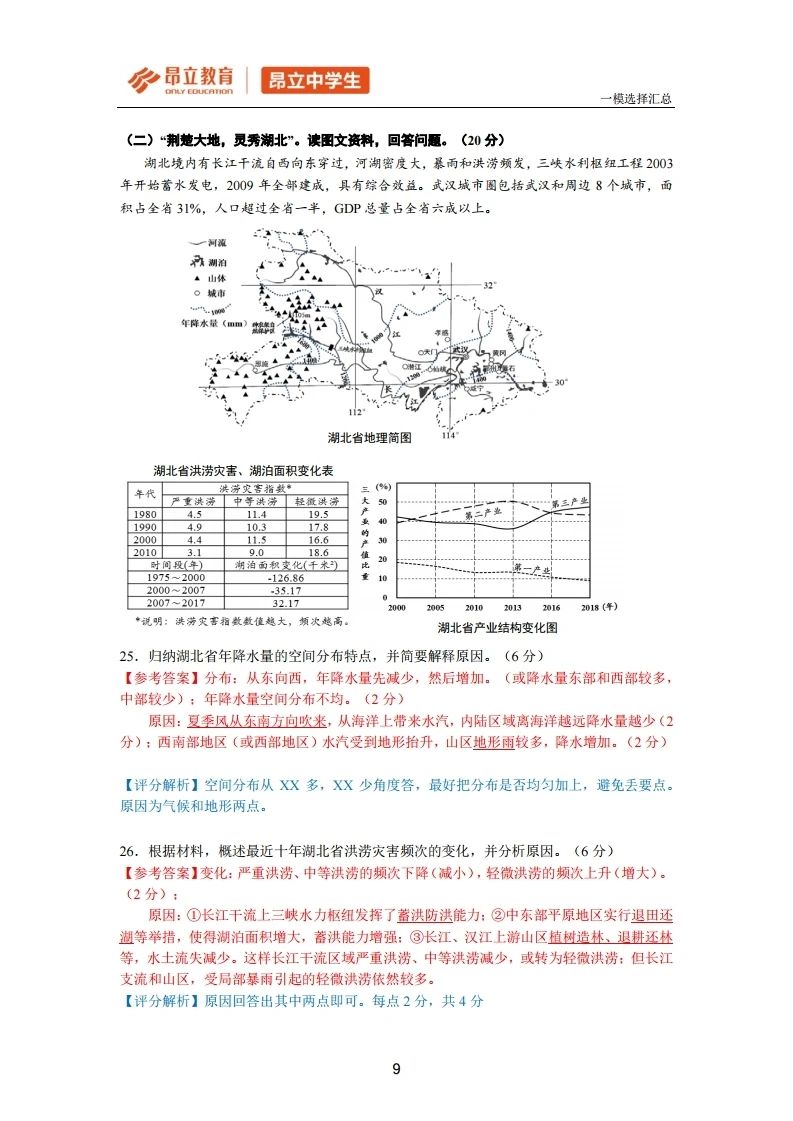 昂立教育
ONLY EDUCATION
昂立中学生
一模选择汇总
（二）“荆楚大地，灵秀湖北”。读图文资料，回答问题。（20 分）
湖北境内有长江干流自西向东穿过，河湖密度大，暴雨和洪涝频发，三峡水利枢纽工程 2003
年开始蓄水发电，2009 年全部建成，具有综合效益。武汉城市圈包括武汉和周边 8 个城市，面
积占全省 31%，人口超过全省一半，GDP 总量占全省六成以上。
河流
湖泊
山体
城市
1000
年降水量（mm）
32°
30°
112°
114°
汉
江
长
江
孝感
天门
武汉
黄冈
潜江
仙桃
咸宁
恩施
三峡水利枢纽
1000
1200
1400
湖北省地理简图
湖北省洪涝灾害、湖泊面积变化表
年代 洪涝灾害指数*
严重洪涝 中等洪涝 轻微洪涝
1980 4.5 11.4 19.5
1990 4.9 10.3 17.8
2000 4.4 11.5 16.6
2010 3.1 9.0 18.6
时间段(年) 湖泊面积变化(千米²)
1975～2000 -126.86
2000～2007 -35.17
2007～2017 32.17
*说明：洪涝灾害指数数值越大，频次越高。
三大产业的产值比重
(%)
50
40
30
20
10
0
第三产业
第二产业
第一产业
2000 2005 2010 2013 2016 2018 (年)
湖北省产业结构变化图
25．归纳湖北省年降水量的空间分布特点，并简要解释原因。（6 分）
【参考答案】分布：从东向西，年降水量先减少，然后增加。（或降水量东部和西部较多，
中部较少）；年降水量空间分布不均。（2 分）
原因：夏季风从东南方向吹来，从海洋上带来水汽，内陆区域离海洋越远降水量越少（2
分）；西南部地区（或西部地区）水汽受到地形抬升，山区地形雨较多，降水增加。（2 分）
【评分解析】空间分布从 XX 多，XX 少角度答，最好把分布是否均匀加上，避免丢要点。
原因为气候和地形两点。
26．根据材料，概述最近十年湖北省洪涝灾害频次的变化，并分析原因。（6 分）
【参考答案】变化：严重洪涝、中等洪涝的频次下降（减小），轻微洪涝的频次上升（增大）。
（2 分）；
原因：①长江干流上三峡水力枢纽发挥了蓄洪防洪能力；②中东部平原地区实行退田还
湖等举措，使得湖泊面积增大，蓄洪能力增强；③长江、汉江上游山区植树造林、退耕还林
等，水土流失减少。这样长江干流区域严重洪涝、中等洪涝减少，或转为轻微洪涝；但长江
支流和山区，受局部暴雨引起的轻微洪涝依然较多。
【评分解析】原因回答出其中两点即可。每点 2 分，共 4 分
9